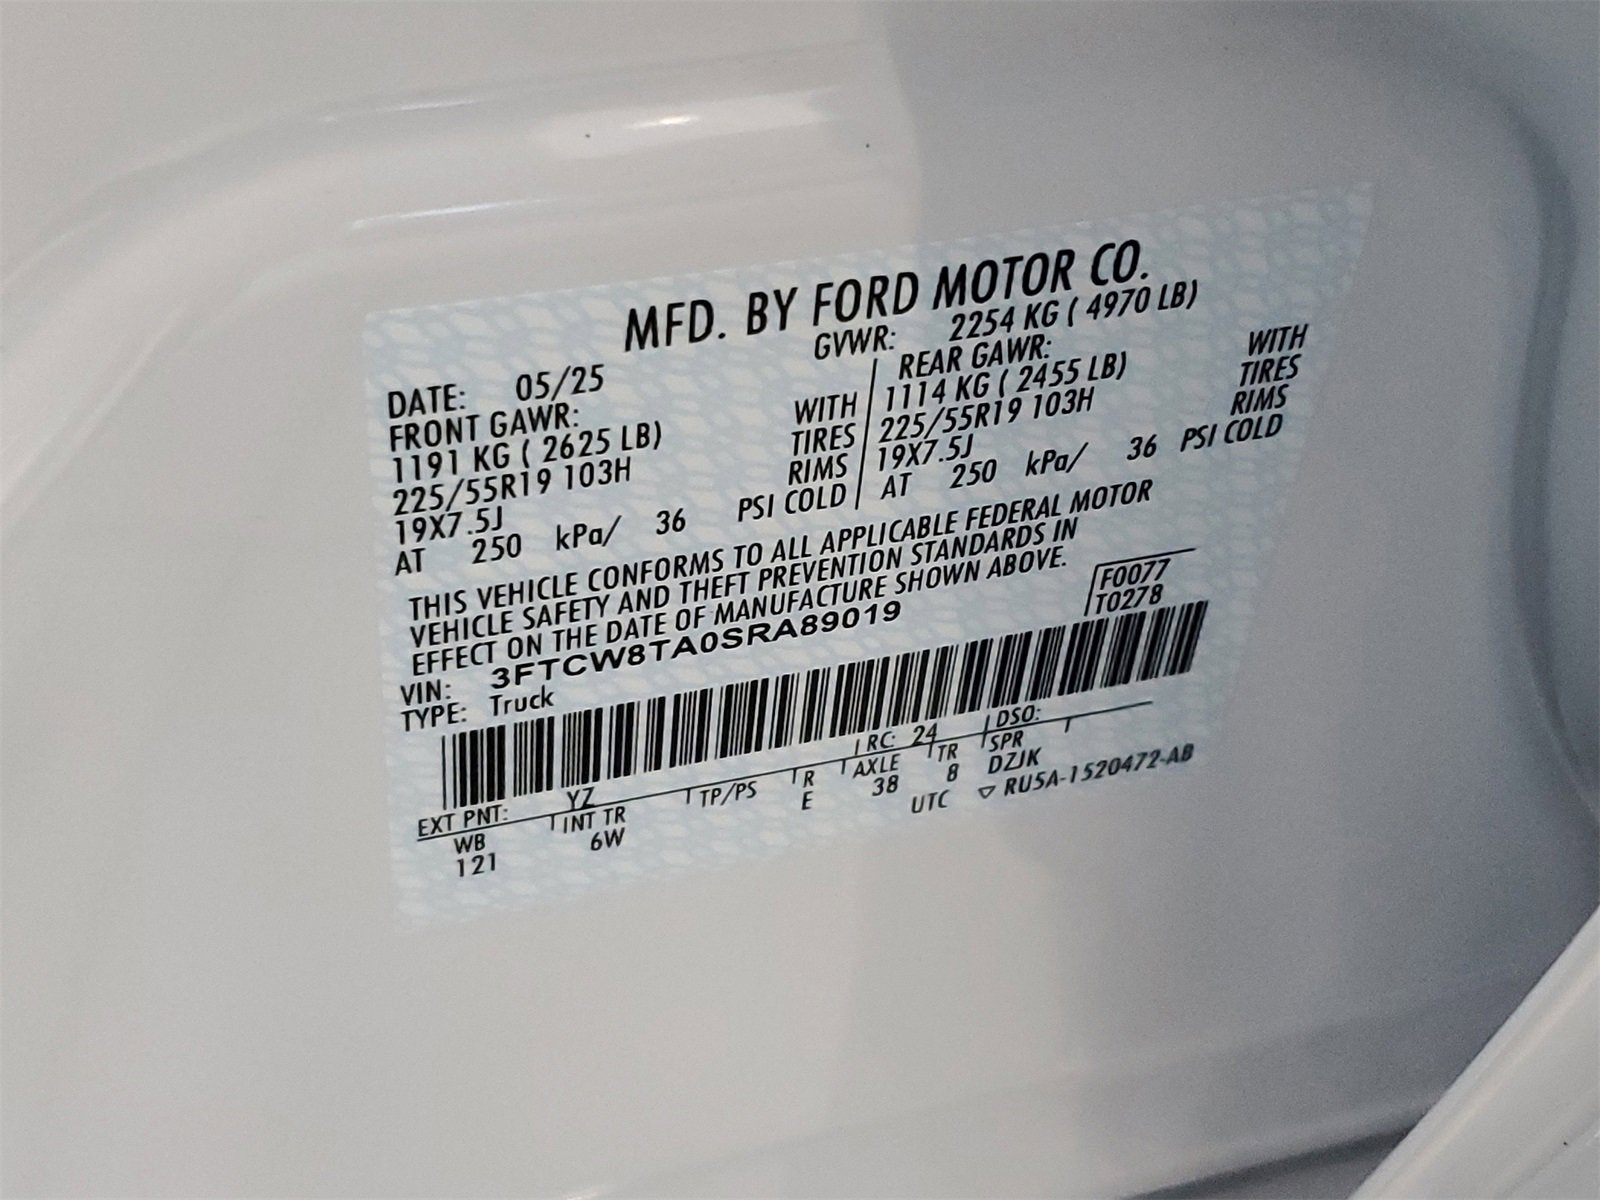 MFD. BY FORD MOTOR CO.
DATE: 05/25 GVWR: 2254 KG ( 4970 LB)
FRONT GAWR: REAR GAWR:
1191 KG ( 2625 LB) WITH 1114 KG ( 2455 LB) WITH
225/55R19 103H TIRES 225/55R19 103H TIRES
19X7.5J RIMS 19X7.5J RIMS
AT 250 kPa/ 36 PSI COLD AT 250 kPa/ 36 PSI COLD
THIS VEHICLE CONFORMS TO ALL APPLICABLE FEDERAL MOTOR
VEHICLE SAFETY AND THEFT PREVENTION STANDARDS IN
EFFECT ON THE DATE OF MANUFACTURE SHOWN ABOVE.
VIN: 3FTCW8TA0SRA89019 F0077
TYPE: Truck T0278
EXT PNT: YZ RC: 24 DSO:
WB INT TR TP/PS R AXLE TR SPR
121 6W E 38 8 DZJK
UTC ▽ RU5A-1520472-AB